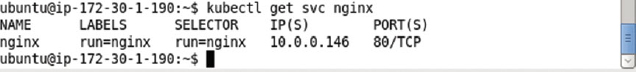 ubuntu@ip-172-30-1-190:~$ kubectl get svc nginx
NAME LABELS SELECTOR IP(S) PORT(S)
nginx run=nginx run=nginx 10.0.0.146 80/TCP
ubuntu@ip-172-30-1-190:~$